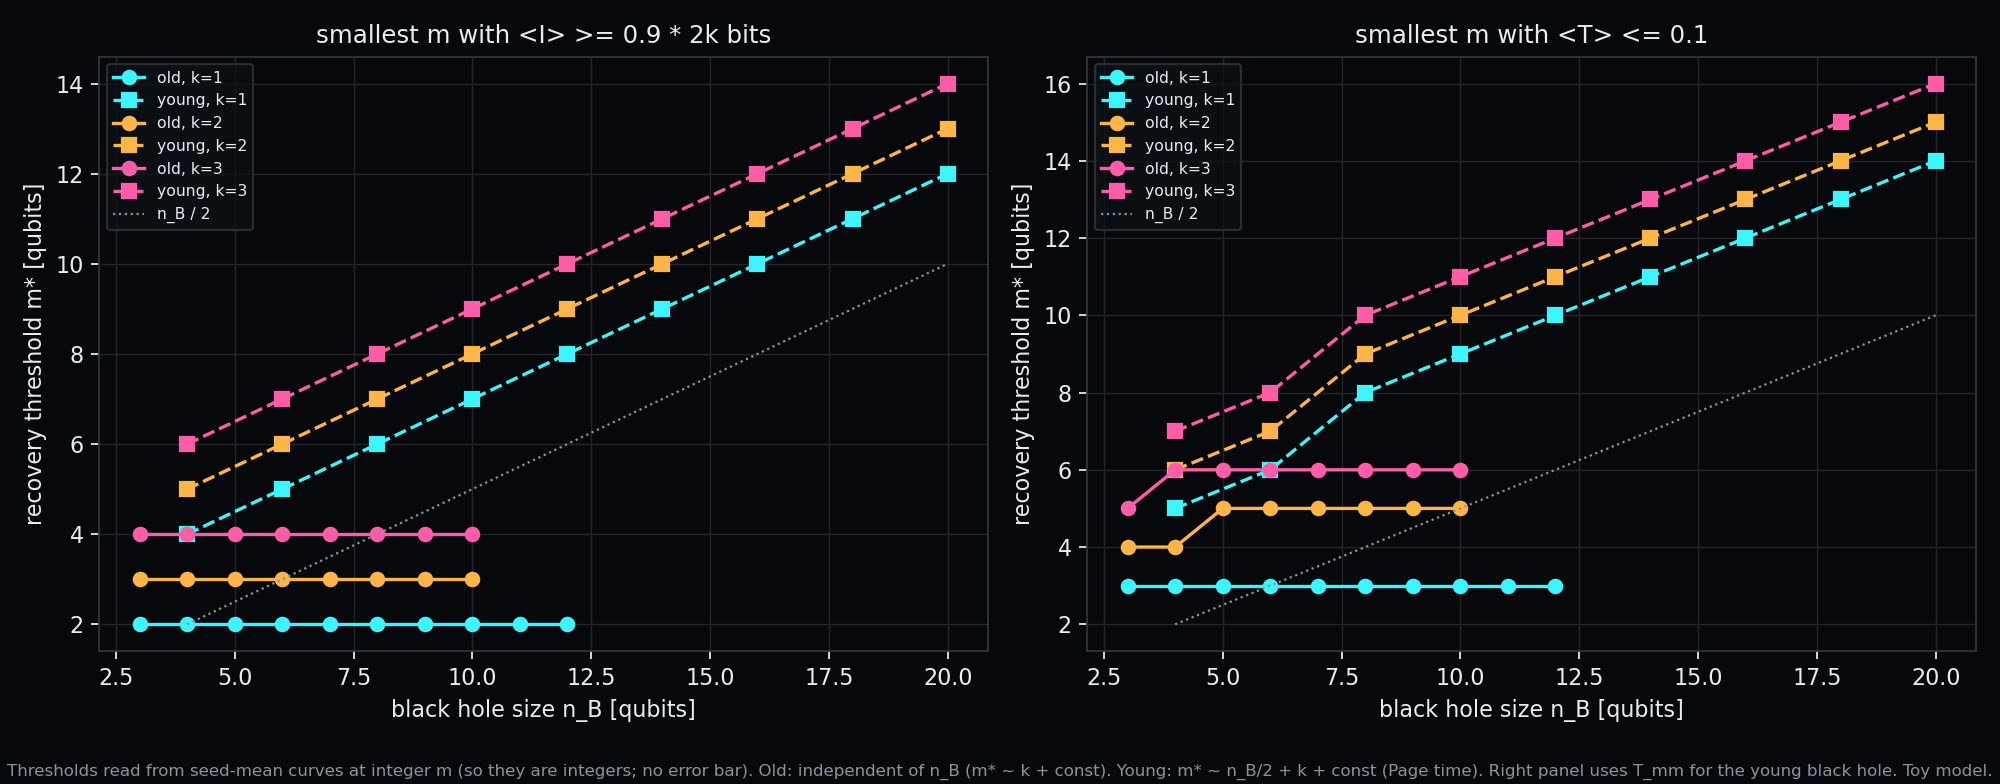 smallest m with <I> >= 0.9 * 2k bits
14
12
10
8
6
4
2
recovery threshold m* [qubits]
old, k=1
young, k=1
old, k=2
young, k=2
old, k=3
young, k=3
n_B / 2
2.5 5.0 7.5 10.0 12.5 15.0 17.5 20.0
black hole size n_B [qubits]
smallest m with <T> <= 0.1
16
14
12
10
8
6
4
2
recovery threshold m* [qubits]
old, k=1
young, k=1
old, k=2
young, k=2
old, k=3
young, k=3
n_B / 2
2.5 5.0 7.5 10.0 12.5 15.0 17.5 20.0
black hole size n_B [qubits]
Thresholds read from seed-mean curves at integer m (so they are integers; no error bar). Old: independent of n_B (m* ~ k + const). Young: m* ~ n_B/2 + k + const (Page time). Right panel uses T_mm for the young black hole. Toy model.